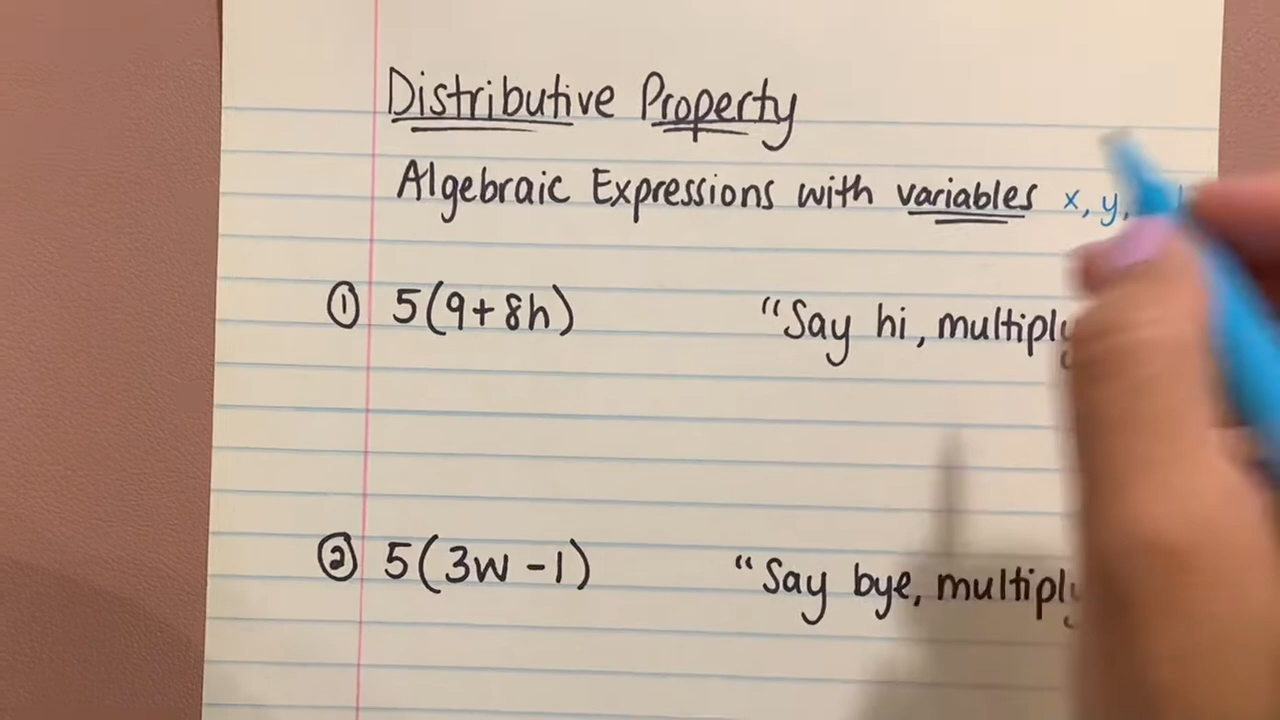 Distributive Property
Algebraic Expressions with variables x, y,
① 5(9+8h) "Say hi, multiply
② 5(3w-1) "Say bye, multiply